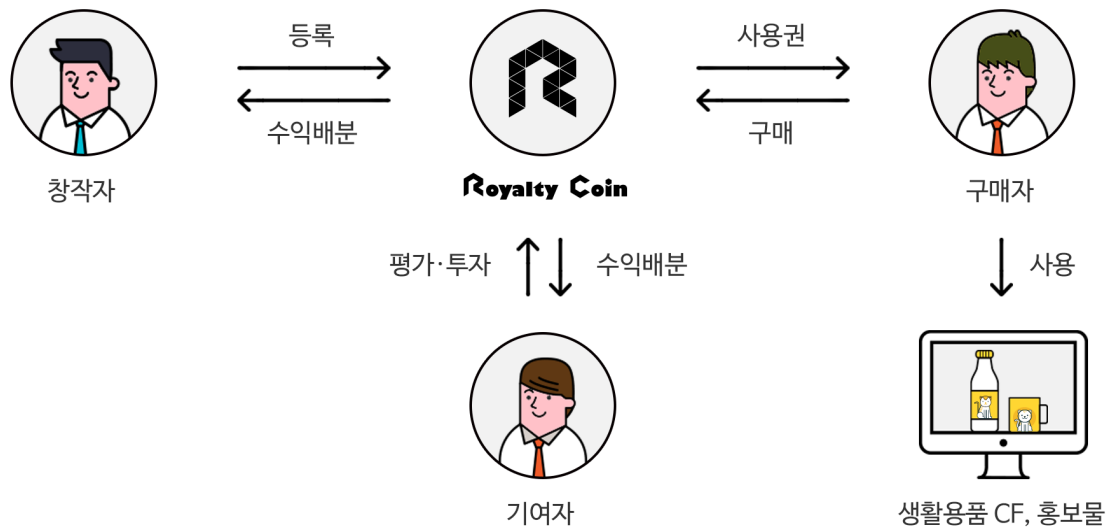 등록
사용권
수익배분
구매
창작자
Royalty Coin
구매자
평가·투자
수익배분
사용
기여자
생활용품 CF, 홍보물